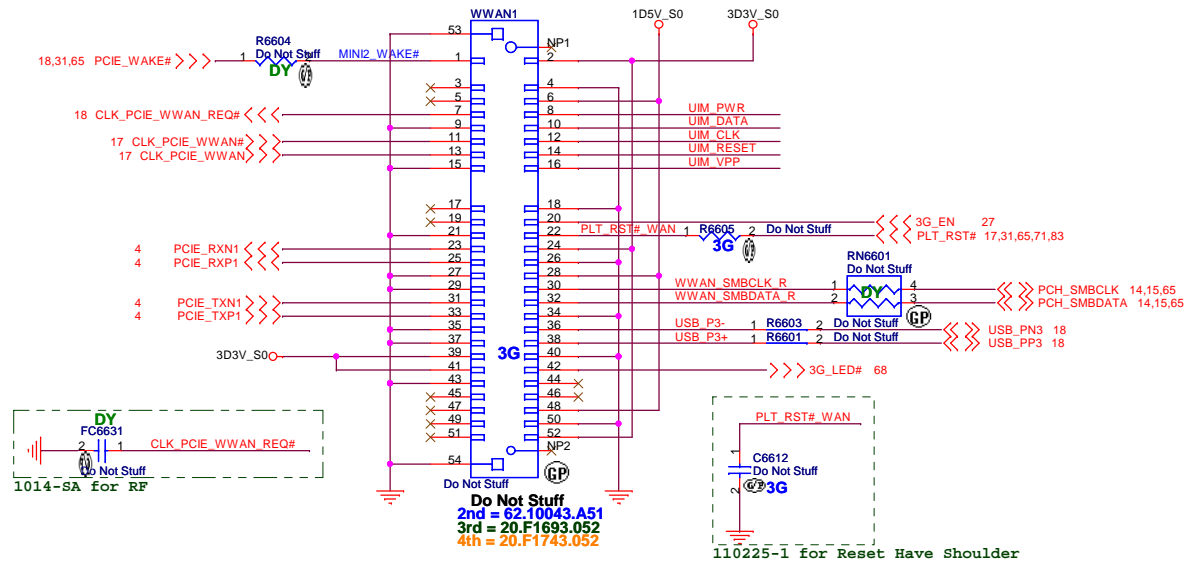 WWAN1
1D5V_S0
3D3V_S0
53
NP1
R6604
Do Not Stuff
18,31,65 PCIE_WAKE#
1
2
DY
MINI2_WAKE#
1
2
3
4
5
6
18 CLK_PCIE_WWAN_REQ#
7
8
UIM_PWR
9
10
UIM_DATA
17 CLK_PCIE_WWAN#
11
12
UIM_CLK
17 CLK_PCIE_WWAN
13
14
UIM_RESET
15
16
UIM_VPP
17
18
19
20
3G_EN 27
21
22
PLT_RST#_WAN
1
R6605
2
Do Not Stuff
3G
PLT_RST# 17,31,65,71,83
4 PCIE_RXN1
23
24
4 PCIE_RXP1
25
26
RN6601
Do Not Stuff
27
28
29
30
WWAN_SMBCLK_R
1
4
PCH_SMBCLK 14,15,65
DY
4 PCIE_TXN1
31
32
WWAN_SMBDATA_R
2
3
PCH_SMBDATA 14,15,65
4 PCIE_TXP1
33
34
GP
35
36
USB_P3-
1
R6603
2
Do Not Stuff
USB_PN3 18
37
38
USB_P3+
1
R6601
2
Do Not Stuff
USB_PP3 18
3G
3D3V_S0
39
40
41
42
3G_LED# 68
43
44
45
46
47
48
49
50
51
52
NP2
54
GP
Do Not Stuff
Do Not Stuff
2nd = 62.10043.A51
3rd = 20.F1693.052
4th = 20.F1743.052
DY
FC6631
2
1
CLK_PCIE_WWAN_REQ#
Do Not Stuff
1014-SA for RF
PLT_RST#_WAN
1
C6612
Do Not Stuff
2
3G
110225-1 for Reset Have Shoulder